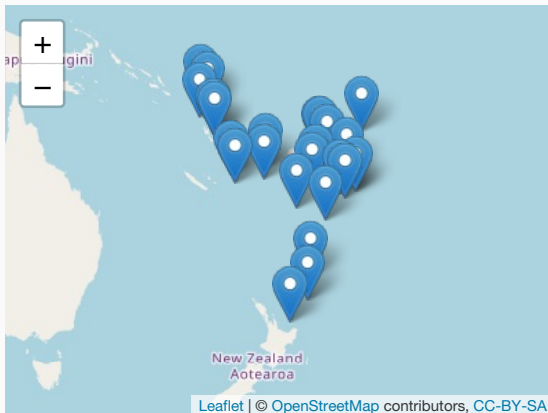 +
−
New Zealand
Aotearoa
Leaflet | © OpenStreetMap contributors, CC-BY-SA